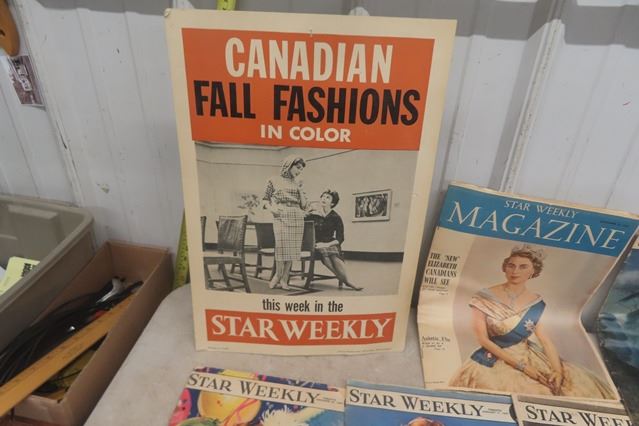 CANADIAN
FALL FASHIONS
IN COLOR
this week in the
STAR WEEKLY
STAR WEEKLY
MAGAZINE
THE 'NEW'
ELIZABETH
CANADIANS
WILL SEE
STAR WEEKLY
STAR WEEKLY
STAR WEEKLY